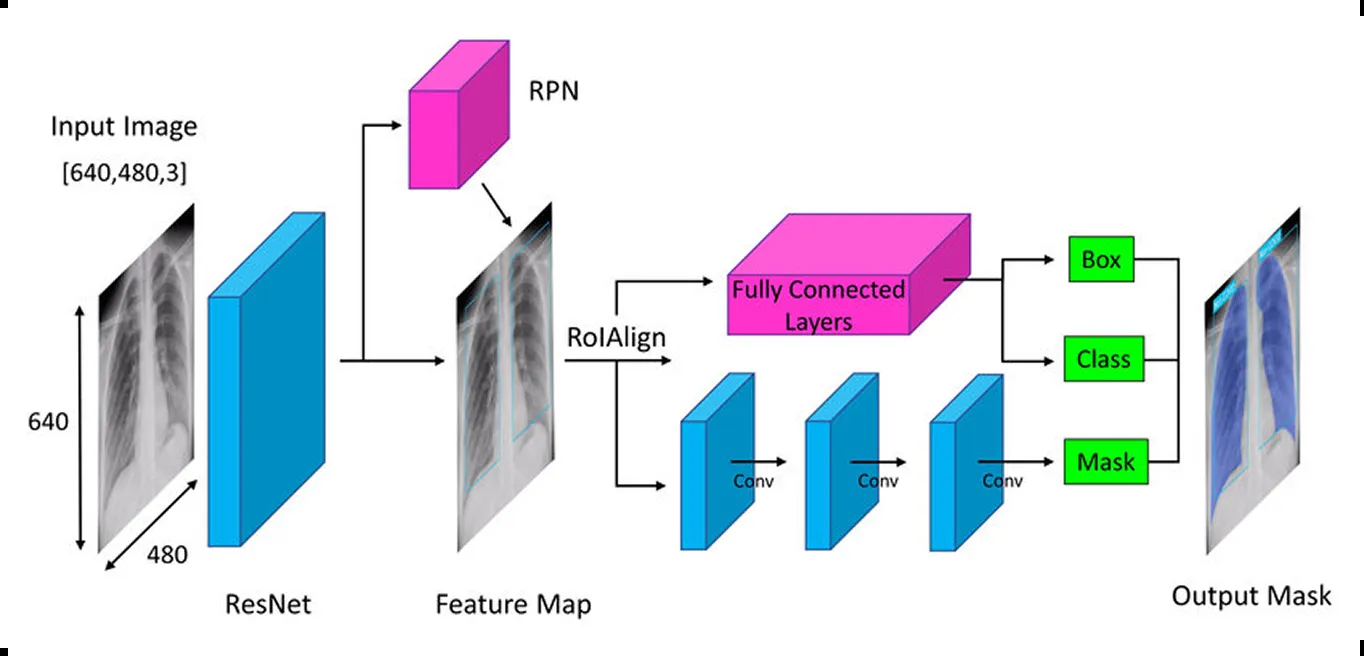 RPN
Input Image
[640,480,3]
Fully Connected
Layers
Box
RoIAlign
Class
640
Mask
Conv
Conv
Conv
480
ResNet
Feature Map
Output Mask